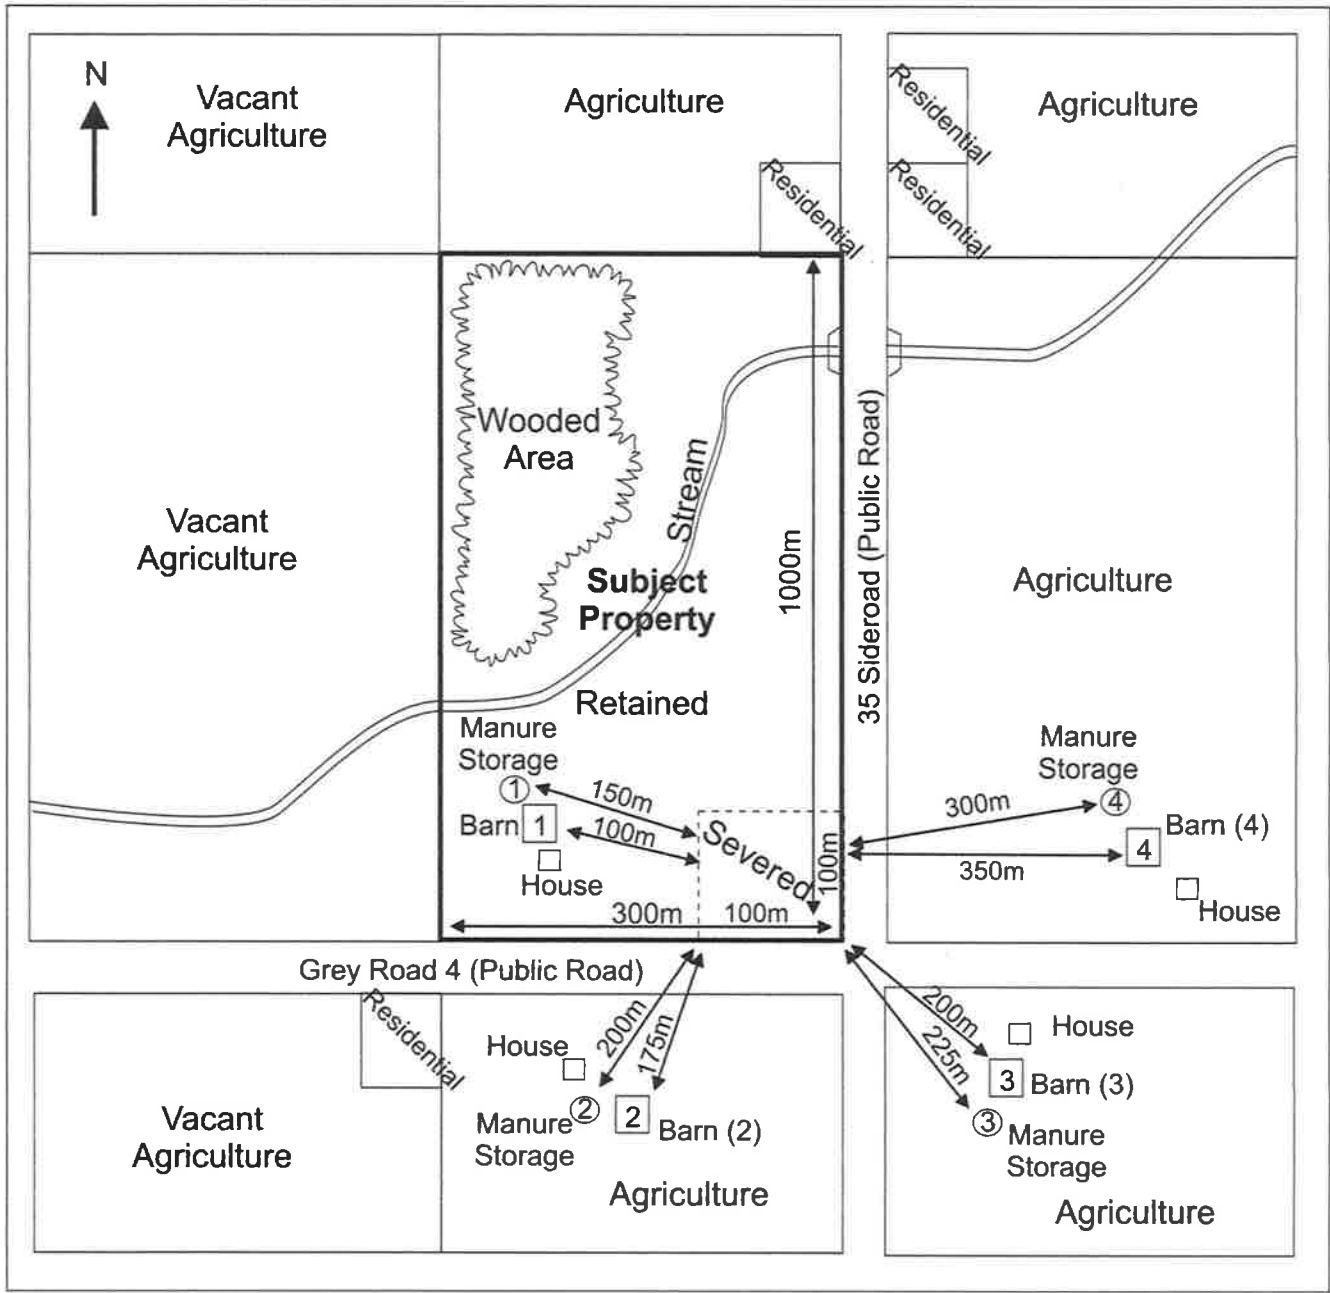 N
Vacant
Agriculture
Agriculture
Residential
Residential
Residential
Agriculture
Wooded
Area
Stream
Vacant
Agriculture
Subject
Property
1000m
35 Sideroad (Public Road)
Agriculture
Retained
Manure
Storage
1
150m
Barn 1
100m
House
Severed
100m
300m
100m
Manure
Storage
4
300m
Barn (4)
4
350m
House
Grey Road 4 (Public Road)
Residential
Vacant
Agriculture
House
200m
175m
2
Manure
Storage
2
Barn (2)
Agriculture
200m
225m
House
3
Barn (3)
3
Manure
Storage
Agriculture